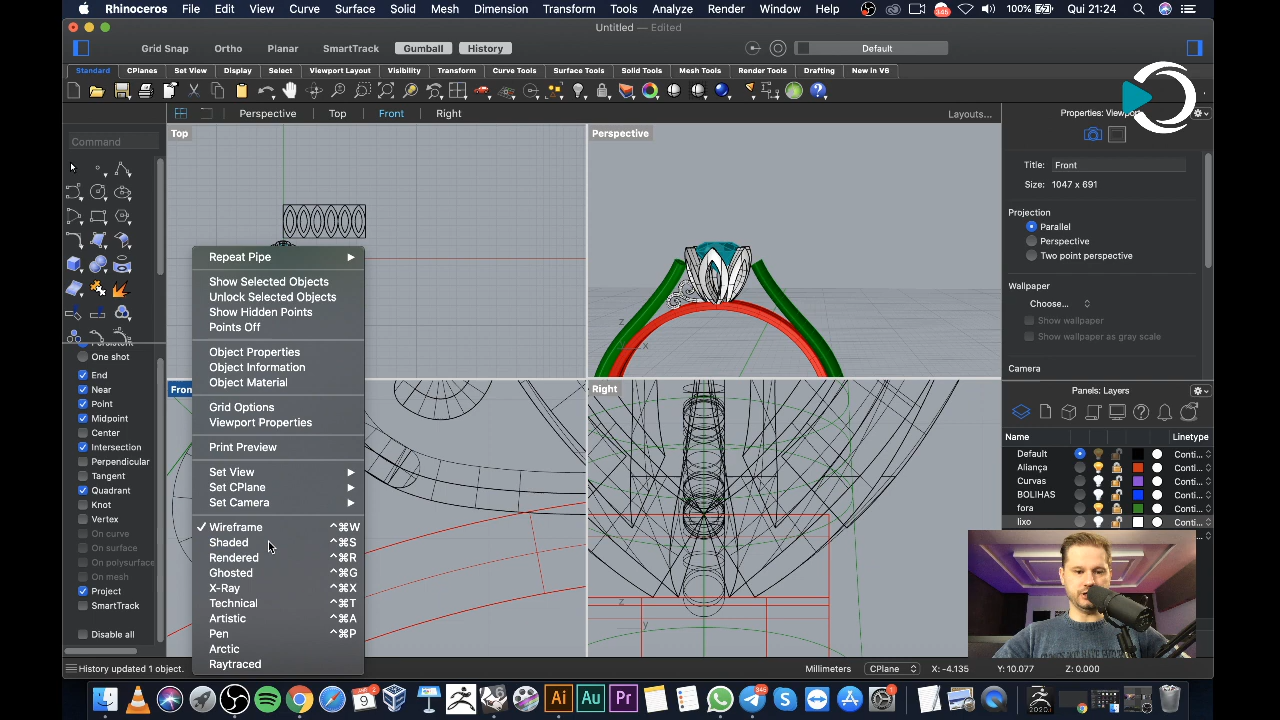 Rhinoceros File Edit View Curve Surface Solid Mesh Dimension Transform Tools Analyze Render Window Help 100% Qui 21:24
Untitled — Edited
Grid Snap Ortho Planar SmartTrack Gumball History Default
Standard CPlanes Set View Display Select Viewport Layout Visibility Transform Curve Tools Surface Tools Solid Tools Mesh Tools Render Tools Drafting New in V6
Perspective Top Front Right Layouts...
Command
Top
Perspective
Repeat Pipe
Show Selected Objects
Unlock Selected Objects
Show Hidden Points
Points Off
Object Properties
Object Information
Object Material
Grid Options
Viewport Properties
Print Preview
Set View
Set CPlane
Set Camera
✓ Wireframe ^⌘W
Shaded ^⌘S
Rendered ^⌘R
Ghosted ^⌘G
X-Ray ^⌘X
Technical ^⌘T
Artistic ^⌘A
Pen ^⌘P
Arctic
Raytraced
One shot
End
Near
Point
Midpoint
Center
Intersection
Perpendicular
Tangent
Quadrant
Knot
Vertex
On curve
On surface
On polysurface
On mesh
Project
SmartTrack
Disable all
z
x
Right
z
y
Title: Front
Size: 1047 x 691
Projection
Parallel
Perspective
Two point perspective
Wallpaper
Choose...
Show wallpaper
Show wallpaper as gray scale
Camera
Panels: Layers
Name Linetype
Default Conti...
Aliança Conti...
Curvas Conti...
BOLIHAS Conti...
fora Conti...
lixo Conti...
History updated 1 object. Millimeters CPlane X: -4.135 Y: 10.077 Z: 0.000
Ai Au Pr